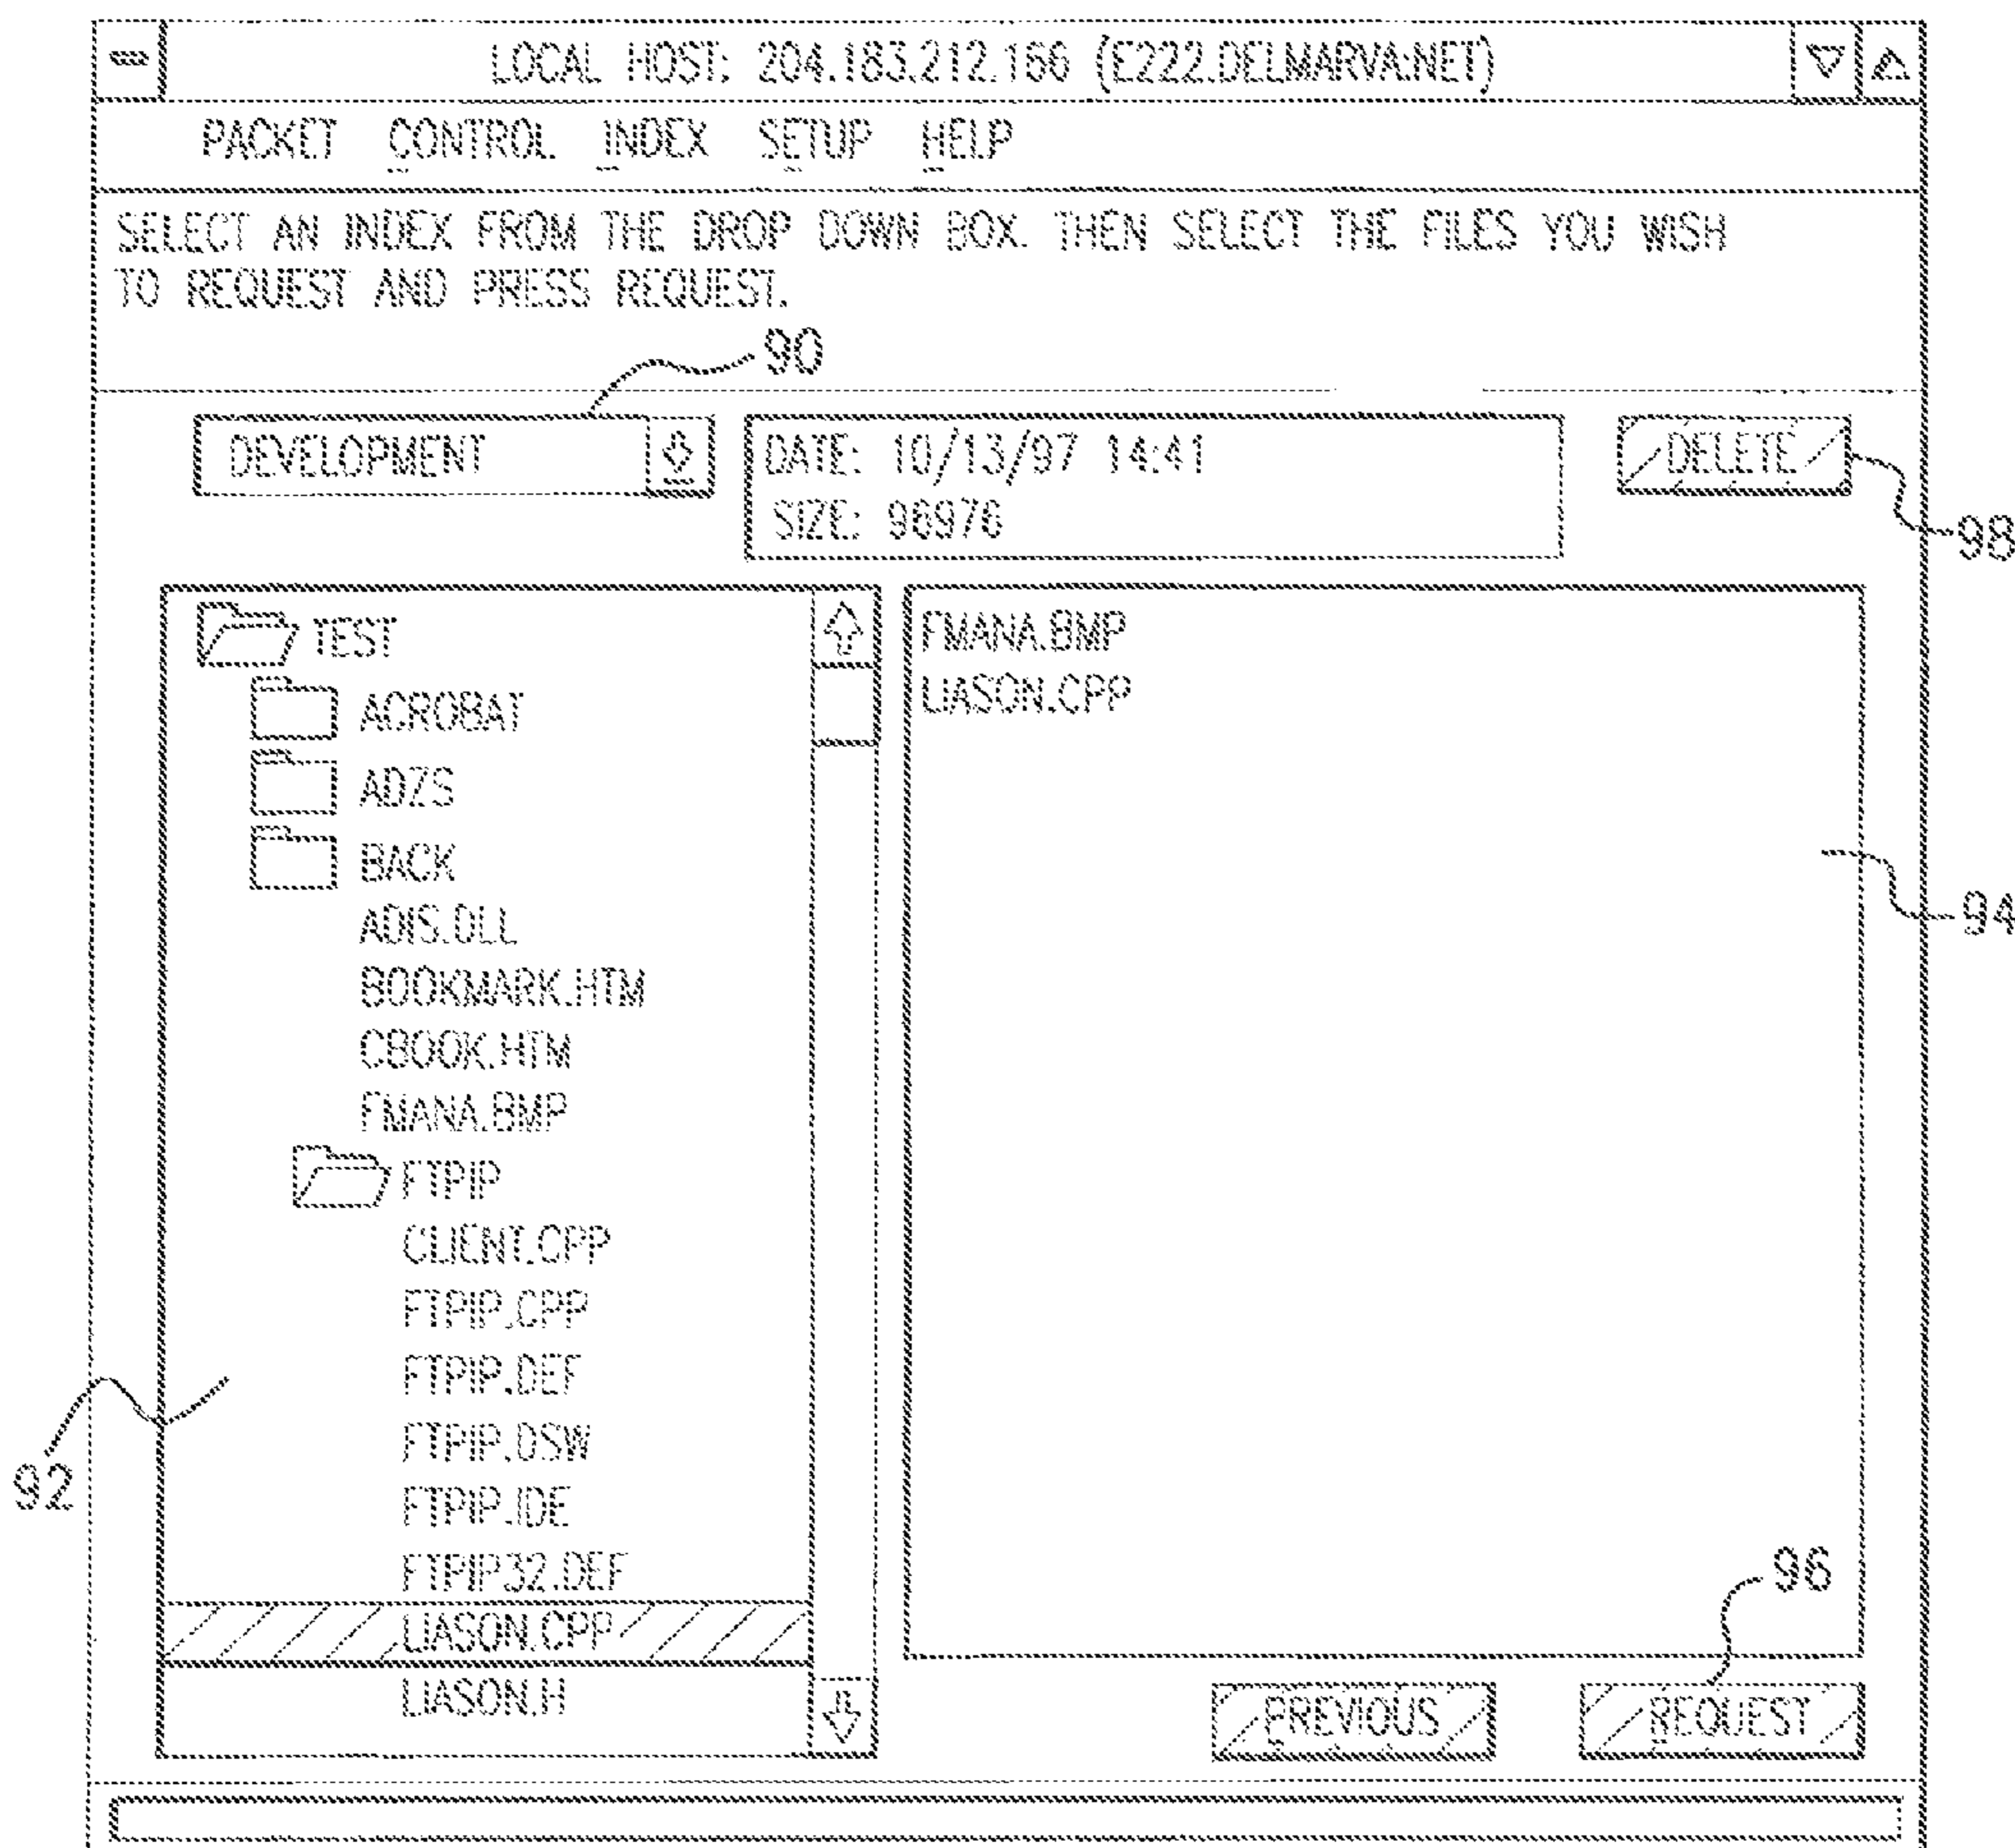 LOCAL HOST: 204.183.212.166 (E222.DELMARVA.NET)
PACKET CONTROL INDEX SETUP HELP
SELECT AN INDEX FROM THE DROP DOWN BOX. THEN SELECT THE FILES YOU WISH
TO REQUEST AND PRESS REQUEST.
90
DEVELOPMENT
DATE: 10/13/97 14:41
SIZE: 96976
DELETE
98
TEST
ACROBAT
ADZS
BACK
ADIS.DLL
BOOKMARK.HTM
CBOOK.HTM
FMANA.BMP
FTPIP
CLIENT.CPP
FTPIP.CPP
FTPIP.DEF
FTPIP.DSW
FTPIP.IDE
FTPIP32.DEF
LIASON.CPP
LIASON.H
92
FMANA.BMP
LIASON.CPP
94
96
PREVIOUS
REQUEST